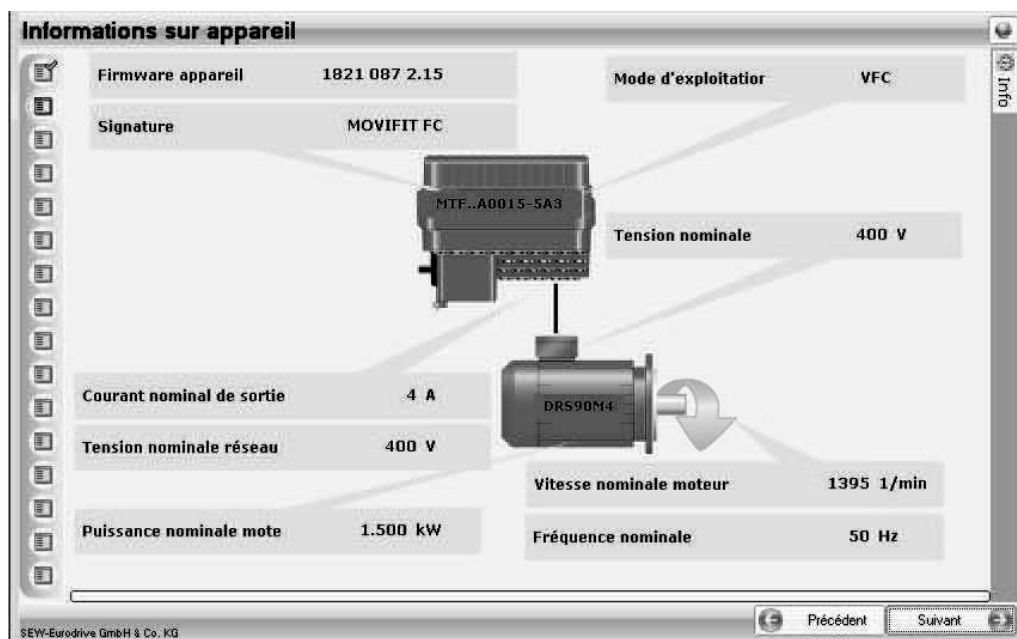 Informations sur appareil
Info
Firmware appareil 1821 087 2.15
Mode d'exploitatior VFC
Signature MOVIFIT FC
MTF..A0015-5A3
Tension nominale 400 V
Courant nominal de sortie 4 A
DRS90M4
Tension nominale réseau 400 V
Vitesse nominale moteur 1395 1/min
Puissance nominale mote 1.500 kW
Fréquence nominale 50 Hz
Précédent Suivant
SEW-Eurodrive GmbH & Co. KG